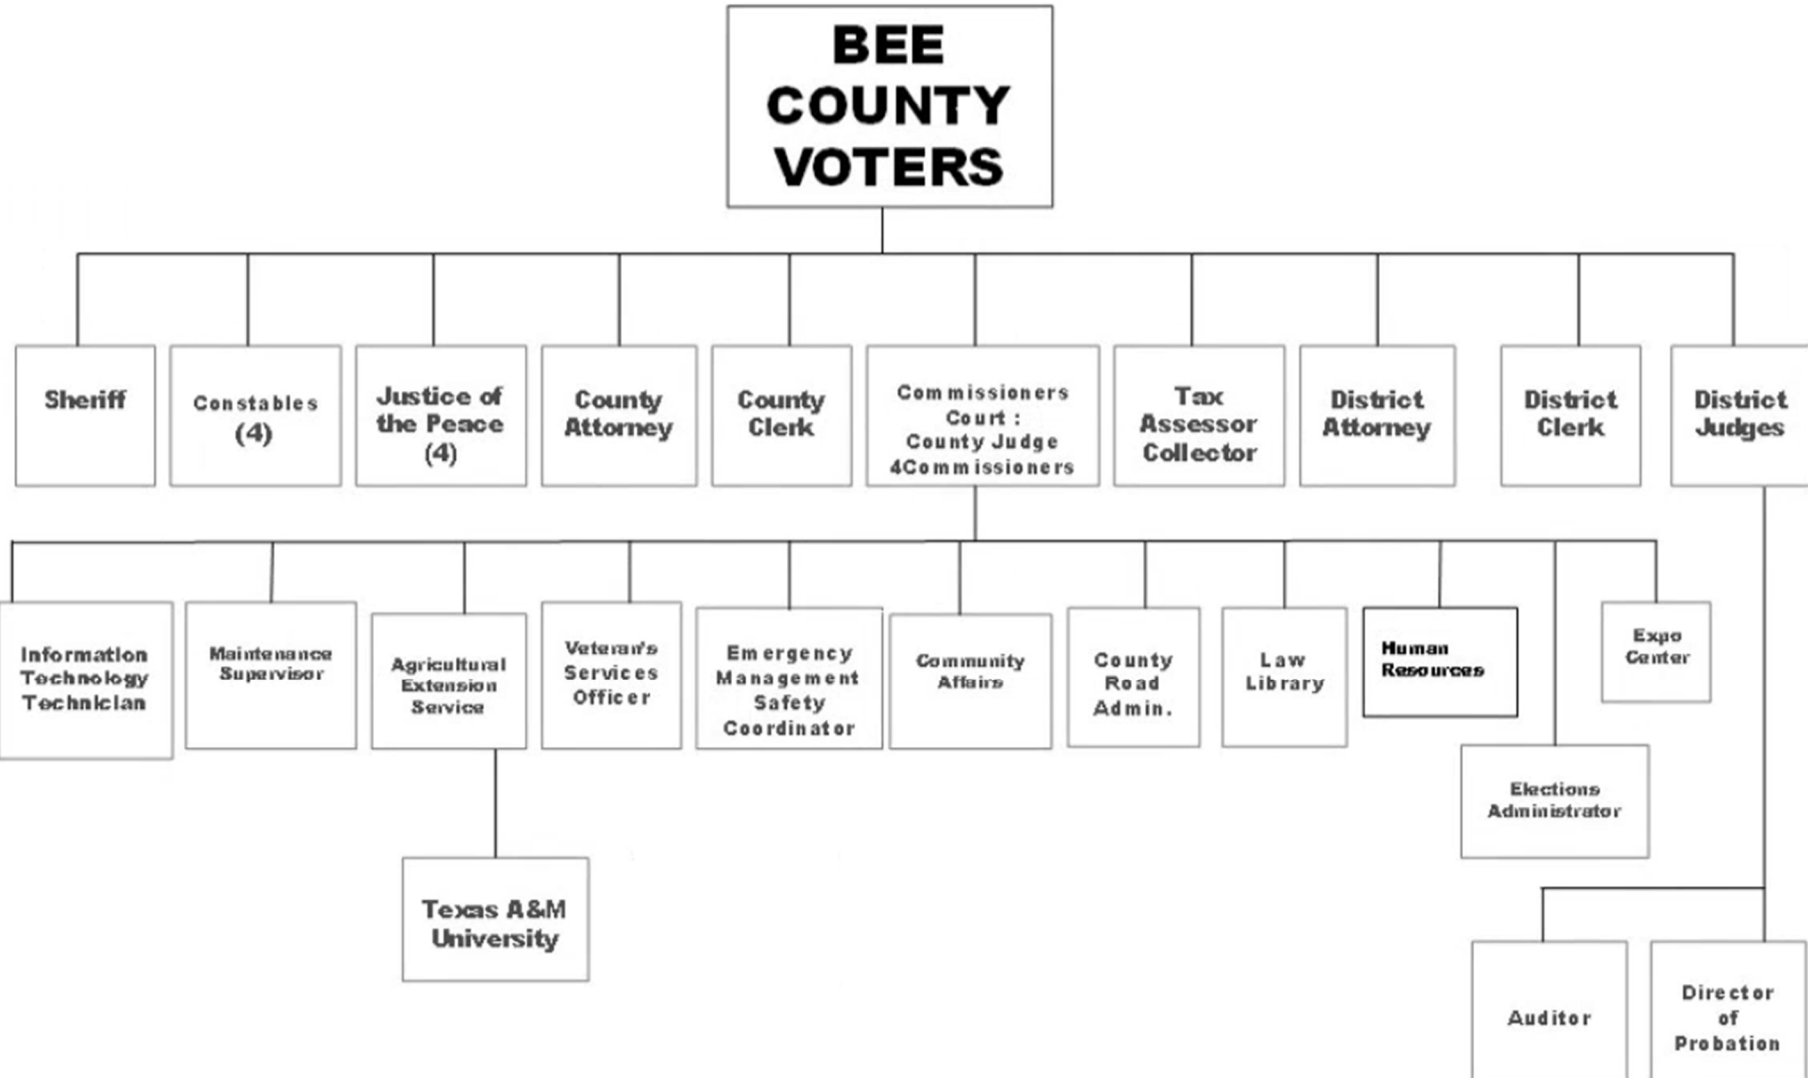 BEE
COUNTY
VOTERS
Sheriff
Constables
(4)
Justice of
the Peace
(4)
County
Attorney
County
Clerk
Commissioners
Court :
County Judge
4Commissioners
Tax
Assessor
Collector
District
Attorney
District
Clerk
District
Judges
Information
Technology
Technician
Maintenance
Supervisor
Agricultural
Extension
Service
Veteran's
Services
Officer
Emergency
Management
Safety
Coordinator
Community
Affairs
County
Road
Admin.
Law
Library
Human
Resources
Expo
Center
Elections
Administrator
Texas A&M
University
Auditor
Director
of
Probation